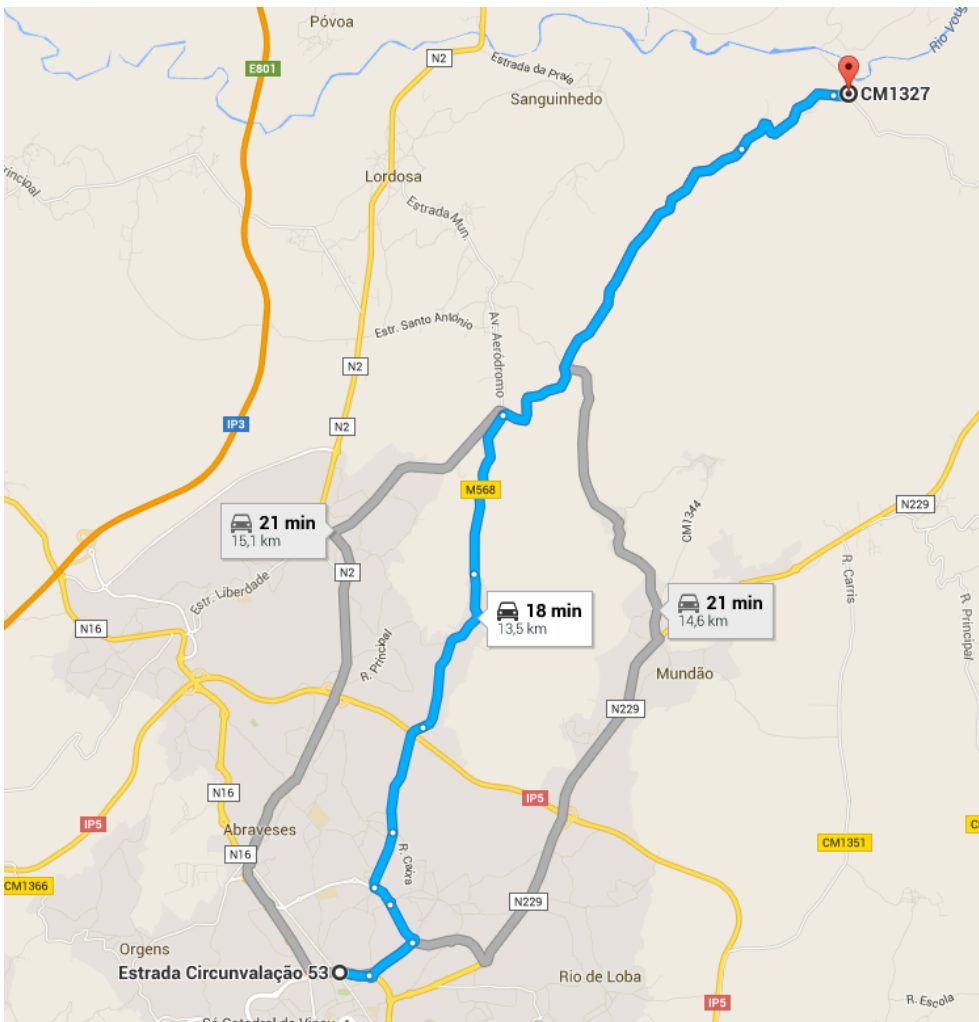 Póvoa
Rio Voug
N2
E801
Estrada da Praia
Sanguinhedo
CM1327
Principal
Lordosa
Estrada Mun.
Av. Aeródromo
Estr. Santo António
N2
IP3
N2
M568
N229
CM1344
21 min
15,1 km
N2
R. Carris
Estr. Liberdade
R. Principal
18 min
13,5 km
21 min
14,6 km
N16
R. Principal
Mundão
N229
N16
IP5
IP5
Abraveses
CM1351
N16
R. Caixa
CM1366
N229
Orgens
Estrada Circunvalação 53
Rio de Loba
IP5
R. Escola